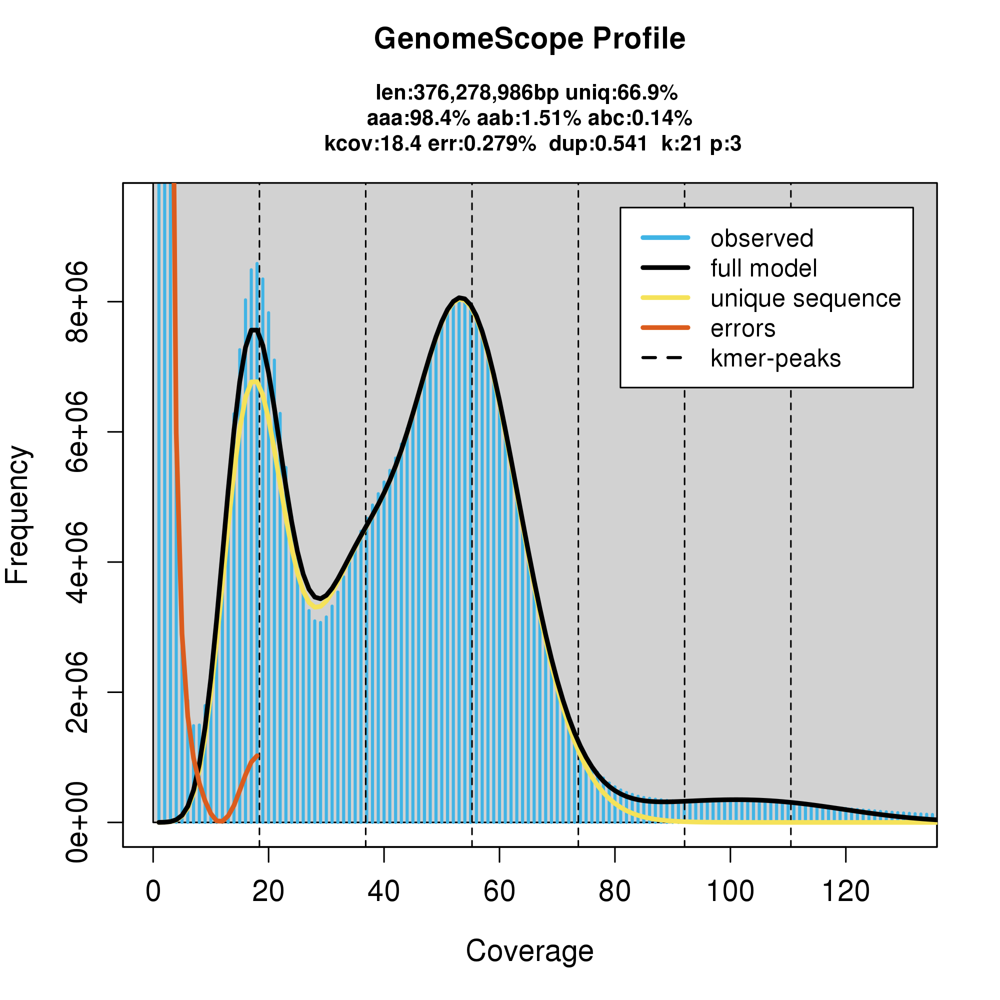 GenomeScope Profile
len:376,278,986bp uniq:66.9%
aaa:98.4% aab:1.51% abc:0.14%
kcov:18.4 err:0.279%  dup:0.541  k:21 p:3
observed
full model
unique sequence
errors
kmer-peaks
Frequency
8e+06
6e+06
4e+06
2e+06
0e+00
0 20 40 60 80 100 120
Coverage